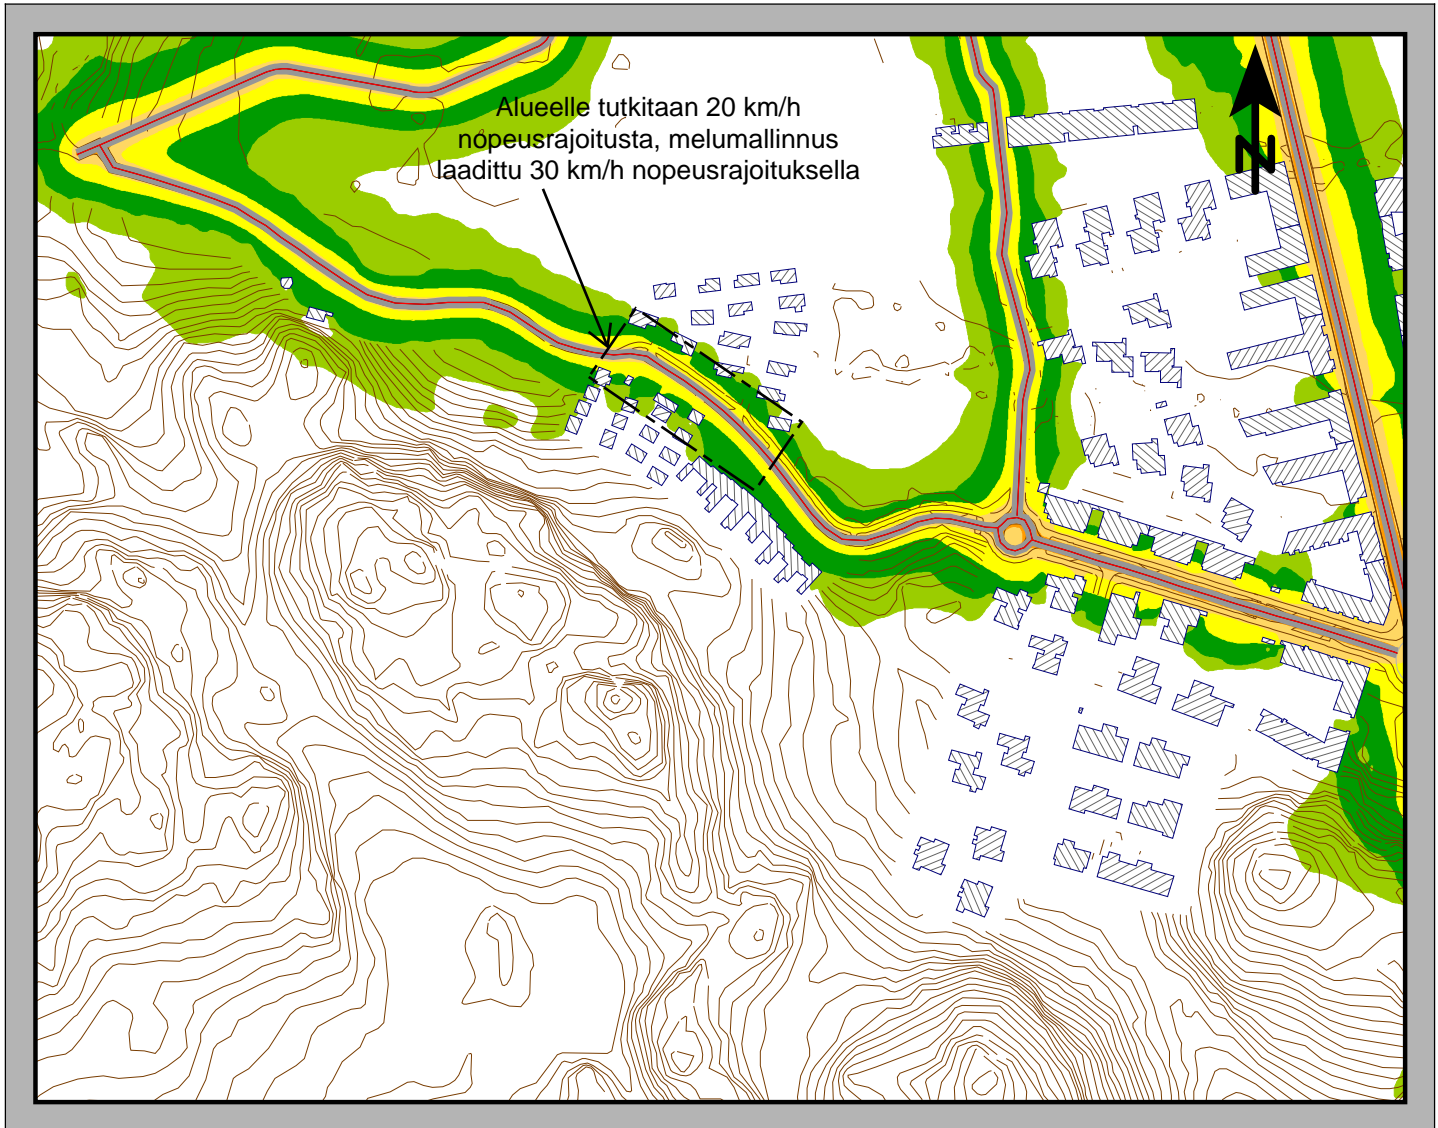 Alueelle tutkitaan 20 km/h
nopeusrajoitusta, melumallinnus
laadittu 30 km/h nopeusrajoituksella
N